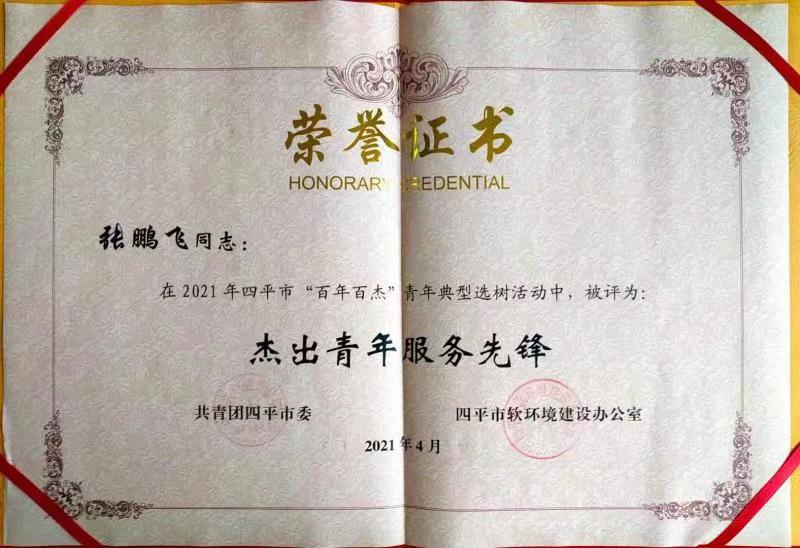 荣誉证书
HONORARY CREDENTIAL
张鹏飞同志：
在2021年四平市“百年百杰”青年典型选树活动中，被评为：
杰出青年服务先锋
共青团四平市委 四平市软环境建设办公室
2021年4月